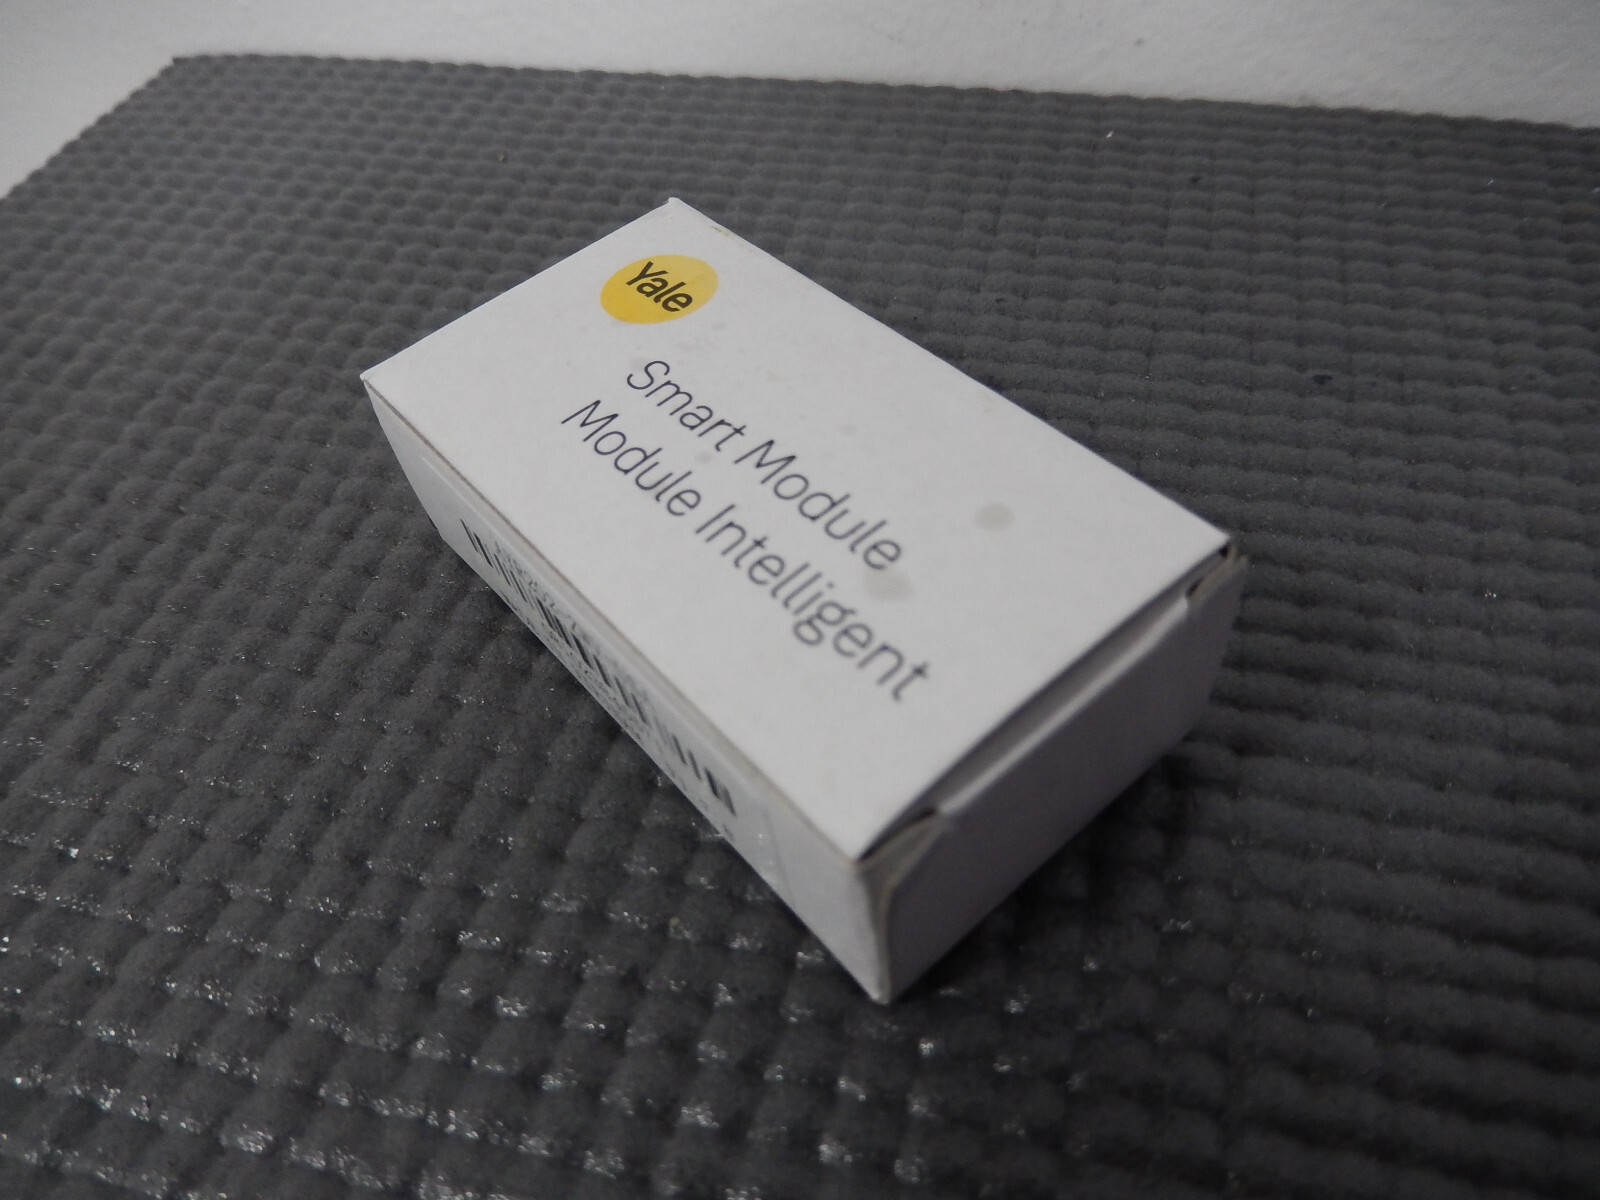 Yale
Smart Module
Module Intelligent